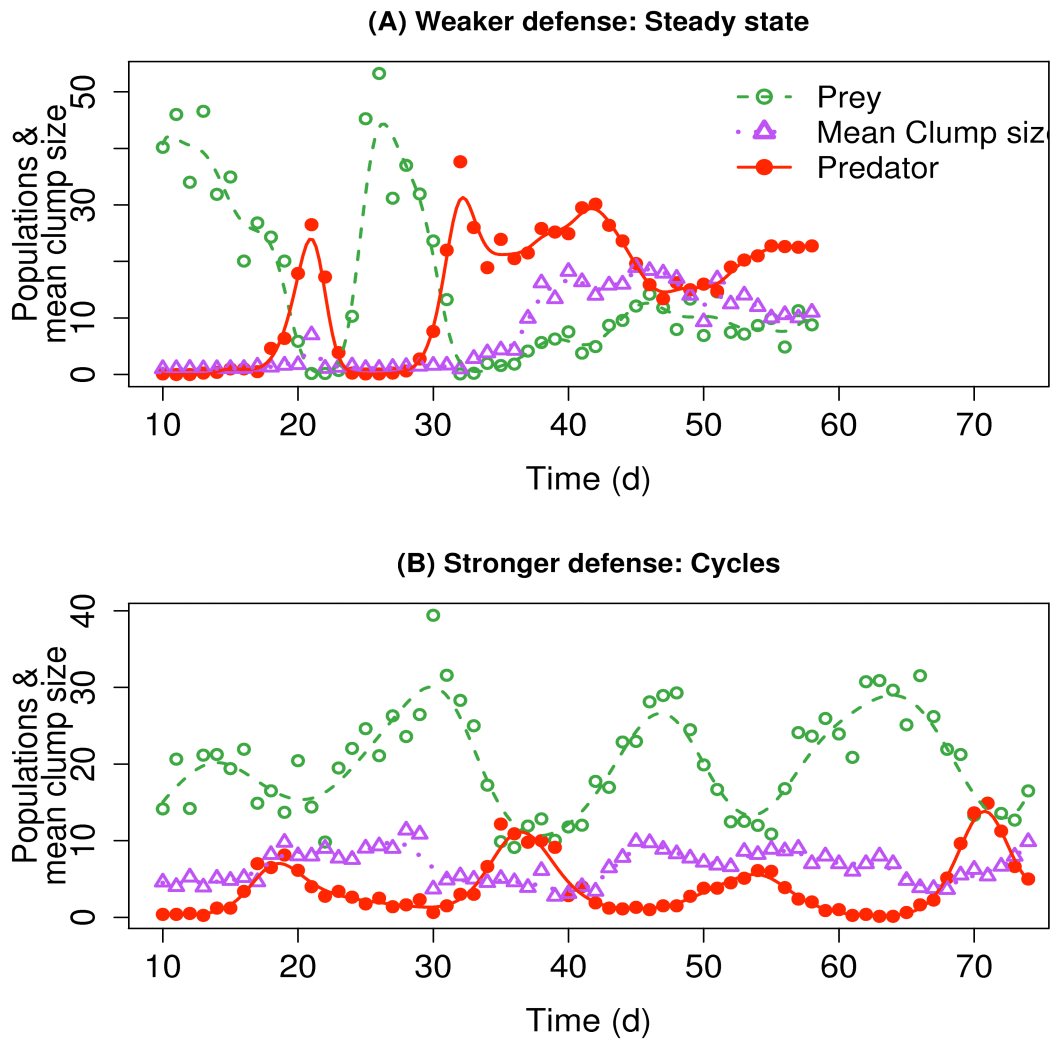 (A) Weaker defense: Steady state
Populations &
mean clump size
50
30
10
0
Prey
Mean Clump size
Predator
10 20 30 40 50 60 70
Time (d)
(B) Stronger defense: Cycles
Populations &
mean clump size
40
30
20
10
0
10 20 30 40 50 60 70
Time (d)